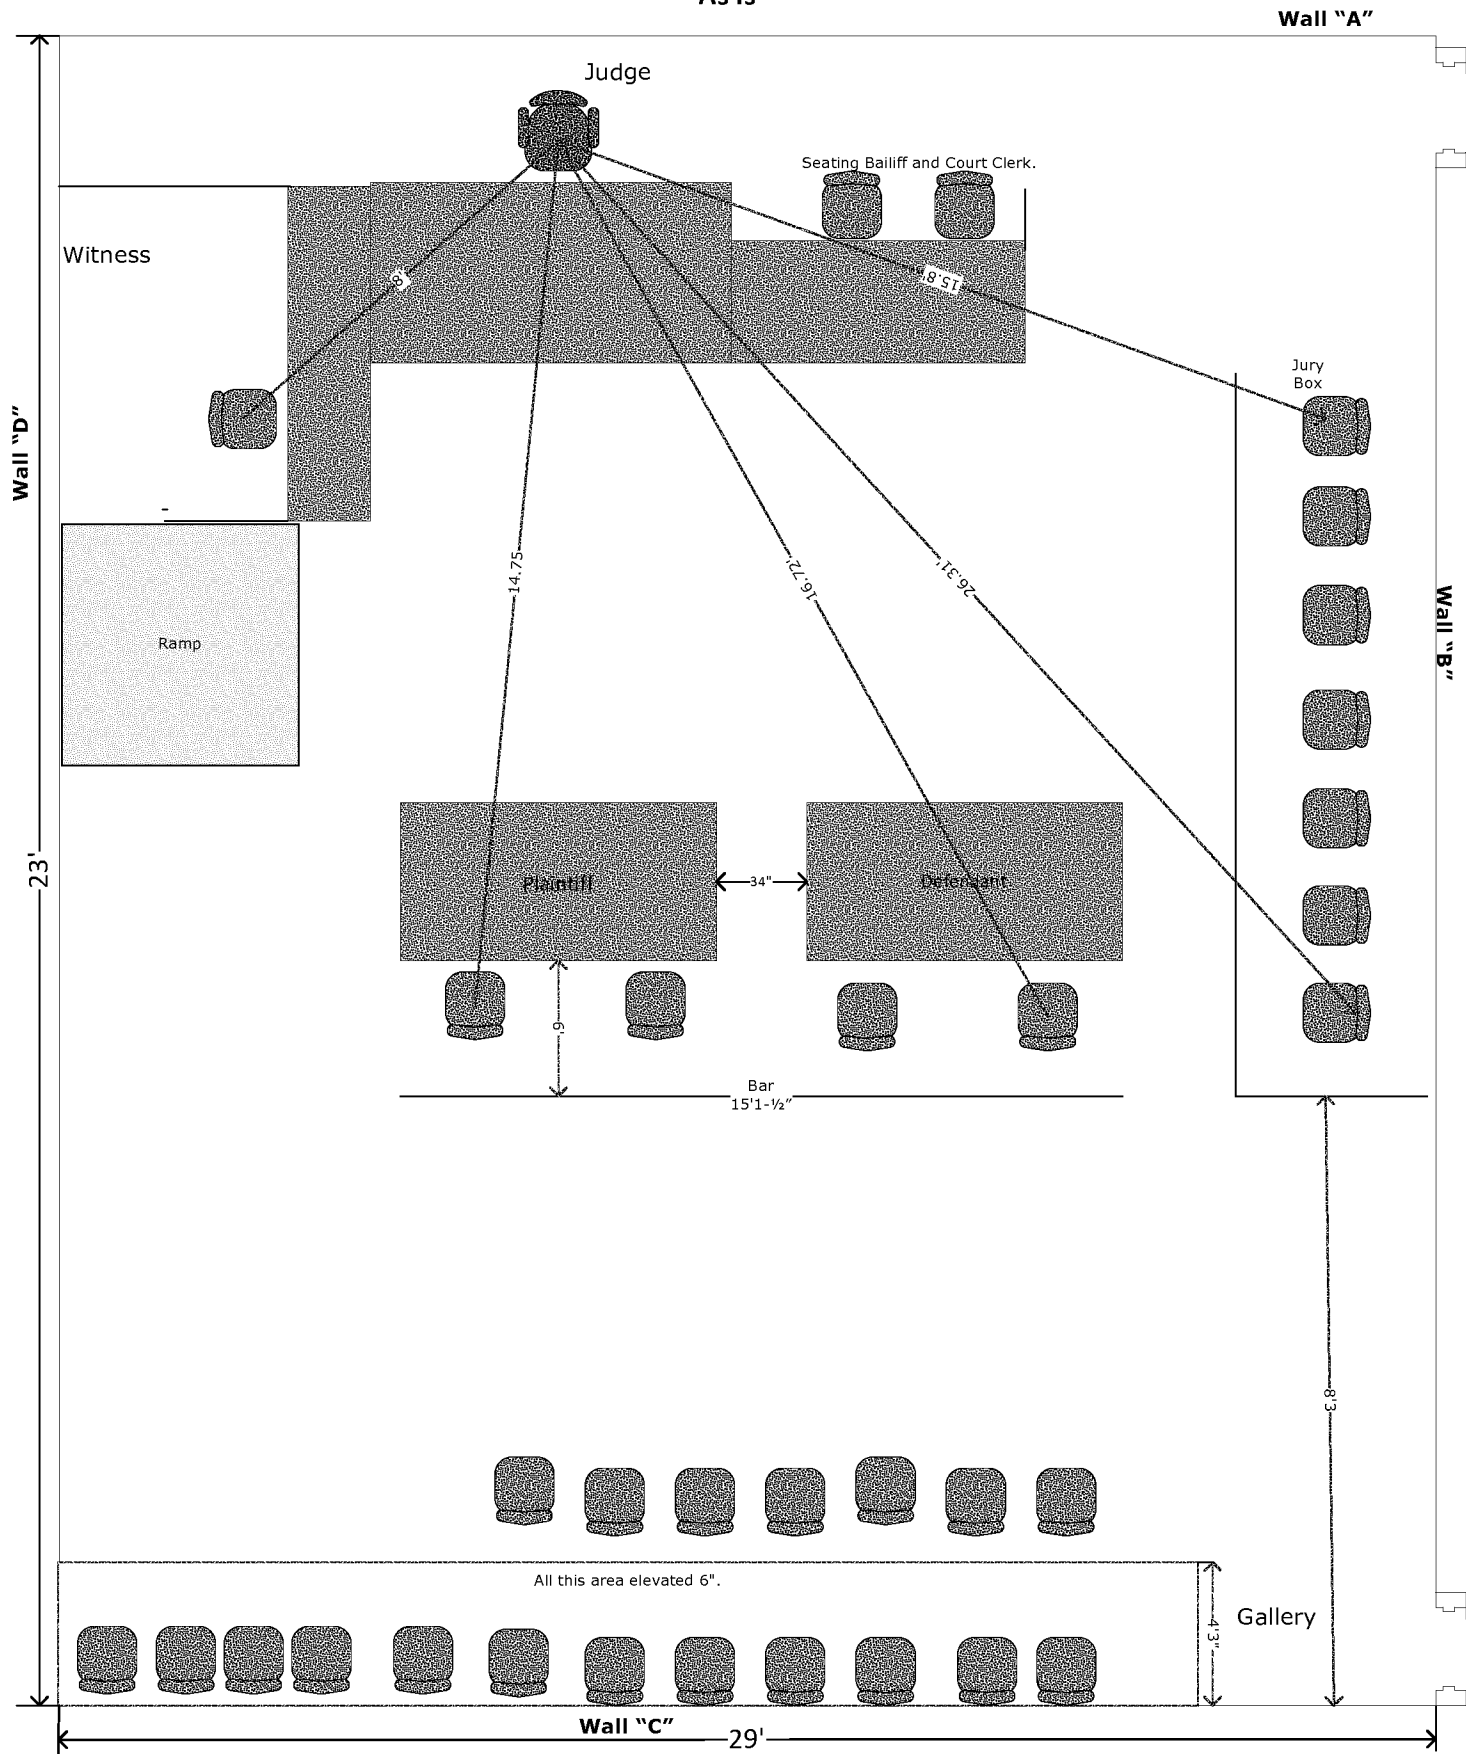 As Is
Wall “A”
Judge
Seating Bailiff and Court Clerk.
Witness
8'
15.8'
Jury
Box
Wall “D”
14.75
16.72'
26.31'
Wall “B”
Ramp
23'
Plaintiff
34"
Defendant
9'
Bar
15'1-½”
8'3
All this area elevated 6".
4'3"
Gallery
Wall “C”
29'